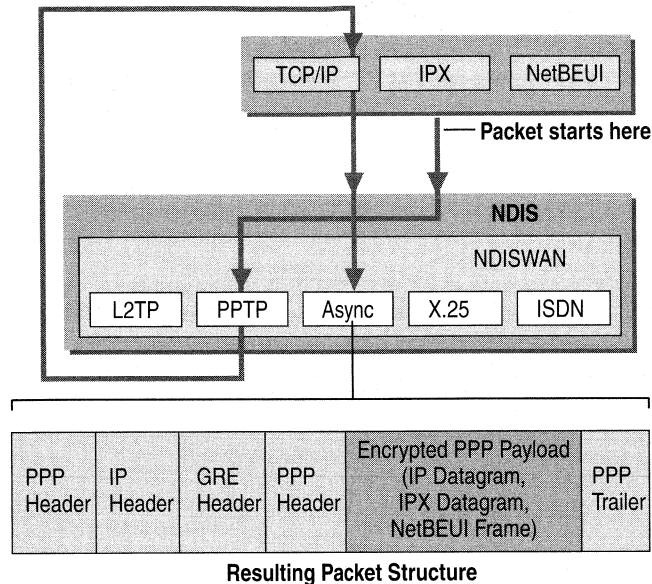 TCP/IP
IPX
NetBEUI
Packet starts here
NDIS
NDISWAN
L2TP
PPTP
Async
X.25
ISDN
PPP
Header
IP
Header
GRE
Header
PPP
Header
Encrypted PPP Payload
(IP Datagram,
IPX Datagram,
NetBEUI Frame)
PPP
Trailer
Resulting Packet Structure